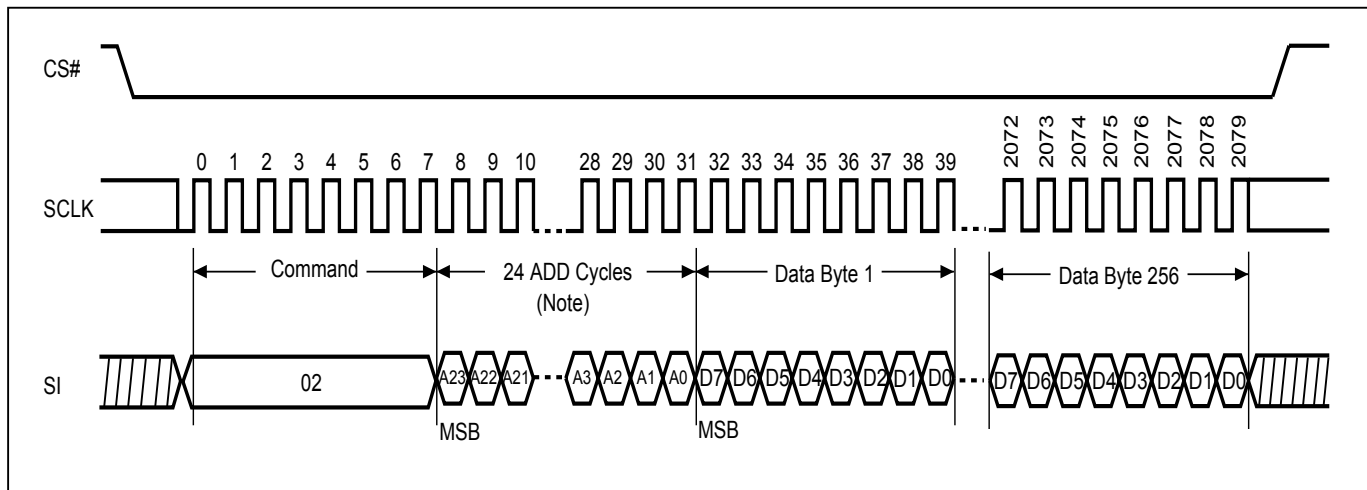 CS#
2072 2073 2074 2075 2076 2077 2078 2079
0 1 2 3 4 5 6 7 8 9 10 28 29 30 31 32 33 34 35 36 37 38 39
SCLK
Command 24 ADD Cycles Data Byte 1 Data Byte 256
(Note)
SI 02 A23 A22 A21 A3 A2 A1 A0 D7 D6 D5 D4 D3 D2 D1 D0 D7 D6 D5 D4 D3 D2 D1 D0
MSB MSB